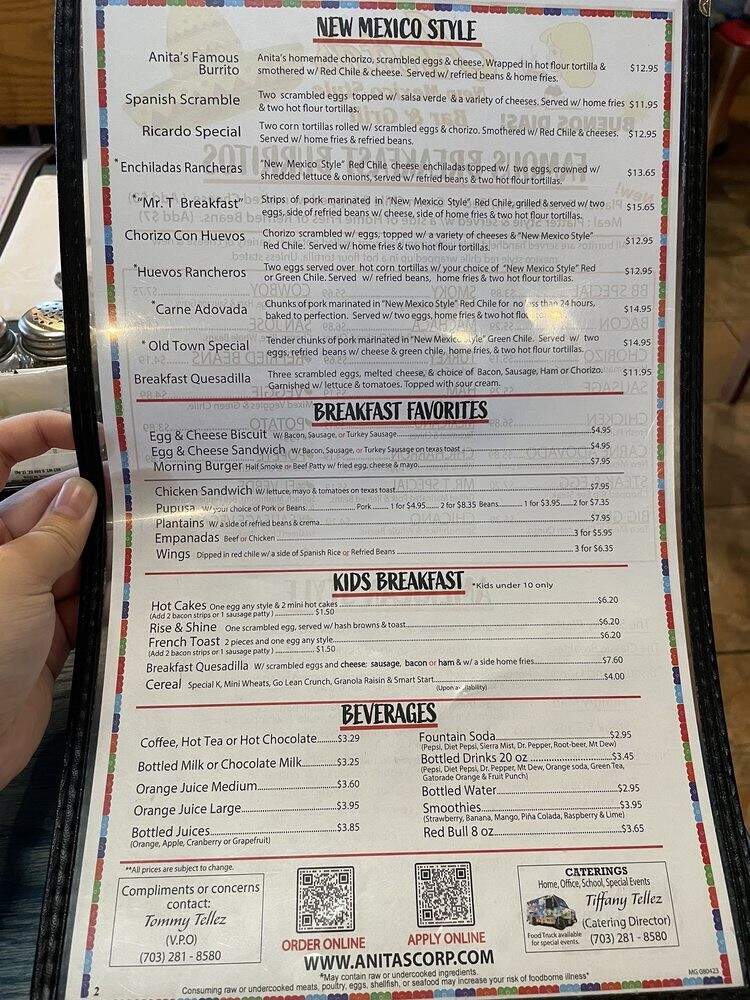 NEW MEXICO STYLE
Anita's Famous Burrito
Anita's homemade chorizo, scrambled eggs & cheese. Wrapped in hot flour tortilla &
smothered w/ Red Chile & cheese. Served w/ refried beans & home fries. $12.95
Spanish Scramble
Two scrambled eggs topped w/ salsa verde & a variety of cheeses. Served w/ home fries $11.95
& two hot flour tortillas.
Ricardo Special
Two corn tortillas rolled w/ scrambled eggs & chorizo. Smothered w/ Red Chile & cheeses. $12.95
Served w/ home fries & refried beans.
*Enchiladas Rancheras
"New Mexico Style" Red Chile cheese enchiladas topped w/ two eggs, crowned w/ $13.65
shredded lettuce & onions, served w/ refried beans & two hot flour tortillas.
*"Mr. T Breakfast"
Strips of pork marinated in "New Mexico Style" Red Chile, grilled & served w/ two $15.65
eggs, side of refried beans w/ cheese, side of home fries & two hot flour tortillas.
Chorizo Con Huevos
Chorizo scrambled w/ eggs, topped w/ a variety of cheeses & "New Mexico Style" $12.95
Red Chile. Served w/ home fries & two hot flour tortillas.
*Huevos Rancheros
Two eggs served over hot corn tortillas w/ your choice of "New Mexico Style" Red $12.95
or Green Chile. Served w/ refried beans, home fries & two hot flour tortillas.
*Carne Adovada
Chunks of pork marinated in "New Mexico Style" Red Chile for no less than 24 hours, $14.95
baked to perfection. Served w/ two eggs, home fries & two hot flour tortillas.
*Old Town Special
Tender chunks of pork marinated in "New Mexico Style" Green Chile. Served w/ two $14.95
eggs, refried beans w/ cheese & green chile, home fries, & two hot flour tortillas.
Breakfast Quesadilla
Three scrambled eggs, melted cheese, & choice of Bacon, Sausage, Ham or Chorizo. $11.95
Garnished w/ lettuce & tomatoes. Topped with sour cream.
BREAKFAST FAVORITES
Egg & Cheese Biscuit w/ Bacon, Sausage, or Turkey Sausage $4.95
Egg & Cheese Sandwich w/ Bacon, Sausage, or Turkey Sausage on texas toast $4.95
Morning Burger Half Smoke or Beef Patty w/ fried egg, cheese & mayo $7.95
Chicken Sandwich w/ lettuce, mayo & tomatoes on texas toast $7.95
Pupusa w/ your choice of Pork or Beans Pork 1 for $4.95 2 for $8.35 Beans 1 for $3.95 2 for $7.35
Plantains w/ a side of refried beans & crema $7.95
Empanadas Beef or Chicken 3 for $5.95
Wings Dipped in red chile w/ a side of Spanish Rice or Refried Beans 3 for $6.35
KIDS BREAKFAST *Kids under 10 only
Hot Cakes One egg any style & 2 mini hot cakes $6.20
(Add 2 bacon strips or 1 sausage patty) $1.50
Rise & Shine One scrambled egg, served w/ hash browns & toast $6.20
French Toast 2 pieces and one egg any style $6.20
(Add 2 bacon strips or 1 sausage patty) $1.50
Breakfast Quesadilla w/ scrambled eggs and cheese: sausage, bacon or ham & w/ a side home fries $7.60
Cereal Special K, Mini Wheats, Go Lean Crunch, Granola Raisin & Smart Start $4.00
(Upon availability)
BEVERAGES
Coffee, Hot Tea or Hot Chocolate $3.29
Bottled Milk or Chocolate Milk $3.25
Orange Juice Medium $3.60
Orange Juice Large $3.95
Bottled Juices $3.85
(Orange, Apple, Cranberry or Grapefruit)
Fountain Soda $2.95
(Pepsi, Diet Pepsi, Sierra Mist, Dr. Pepper, Root-beer, Mt Dew)
Bottled Drinks 20 oz $3.45
(Pepsi, Diet Pepsi, Dr. Pepper, Mt Dew, Orange soda, Green Tea,
Gatorade Orange & Fruit Punch)
Bottled Water $2.95
Smoothies $3.95
(Strawberry, Banana, Mango, Piña Colada, Raspberry & Lime)
Red Bull 8 oz $3.65
**All prices are subject to change.
Compliments or concerns
contact:
Tommy Tellez
(V.P.O)
(703) 281 - 8580
ORDER ONLINE
APPLY ONLINE
CATERINGS
Home, Office, School, Special Events
Tiffany Tellez
(Catering Director)
(703) 281 - 8580
Food Truck available
for special events.
WWW.ANITASCORP.COM
*May contain raw or undercooked ingredients.
Consuming raw or undercooked meats, poultry, eggs, shellfish, or seafood may increase your risk of foodborne illness*
MG 080423
2